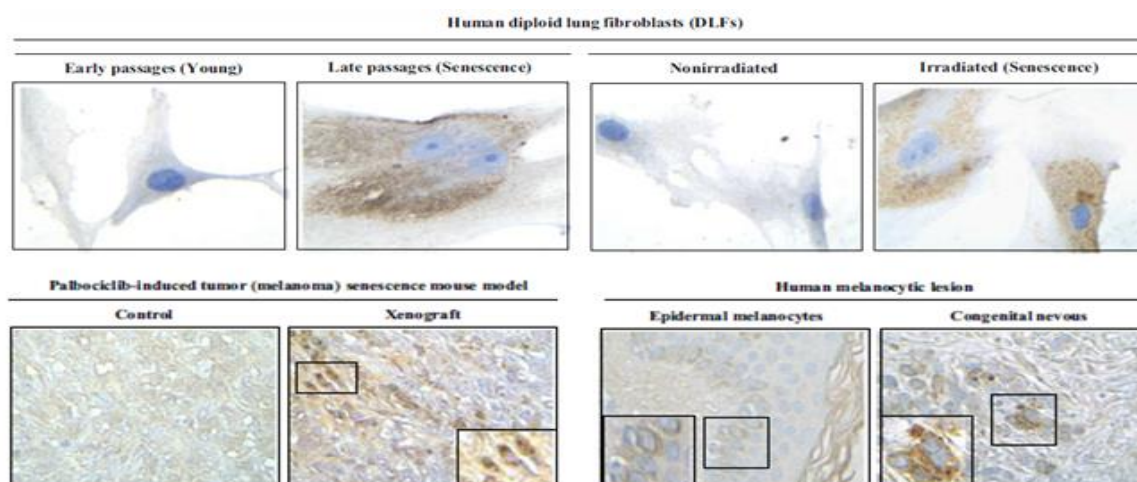 Human diploid lung fibroblasts (DLFs)
Early passages (Young) Late passages (Senescence) Nonirradiated Irradiated (Senescence)
Palbociclib-induced tumor (melanoma) senescence mouse model Human melanocytic lesion
Control Xenograft Epidermal melanocytes Congenital nevous